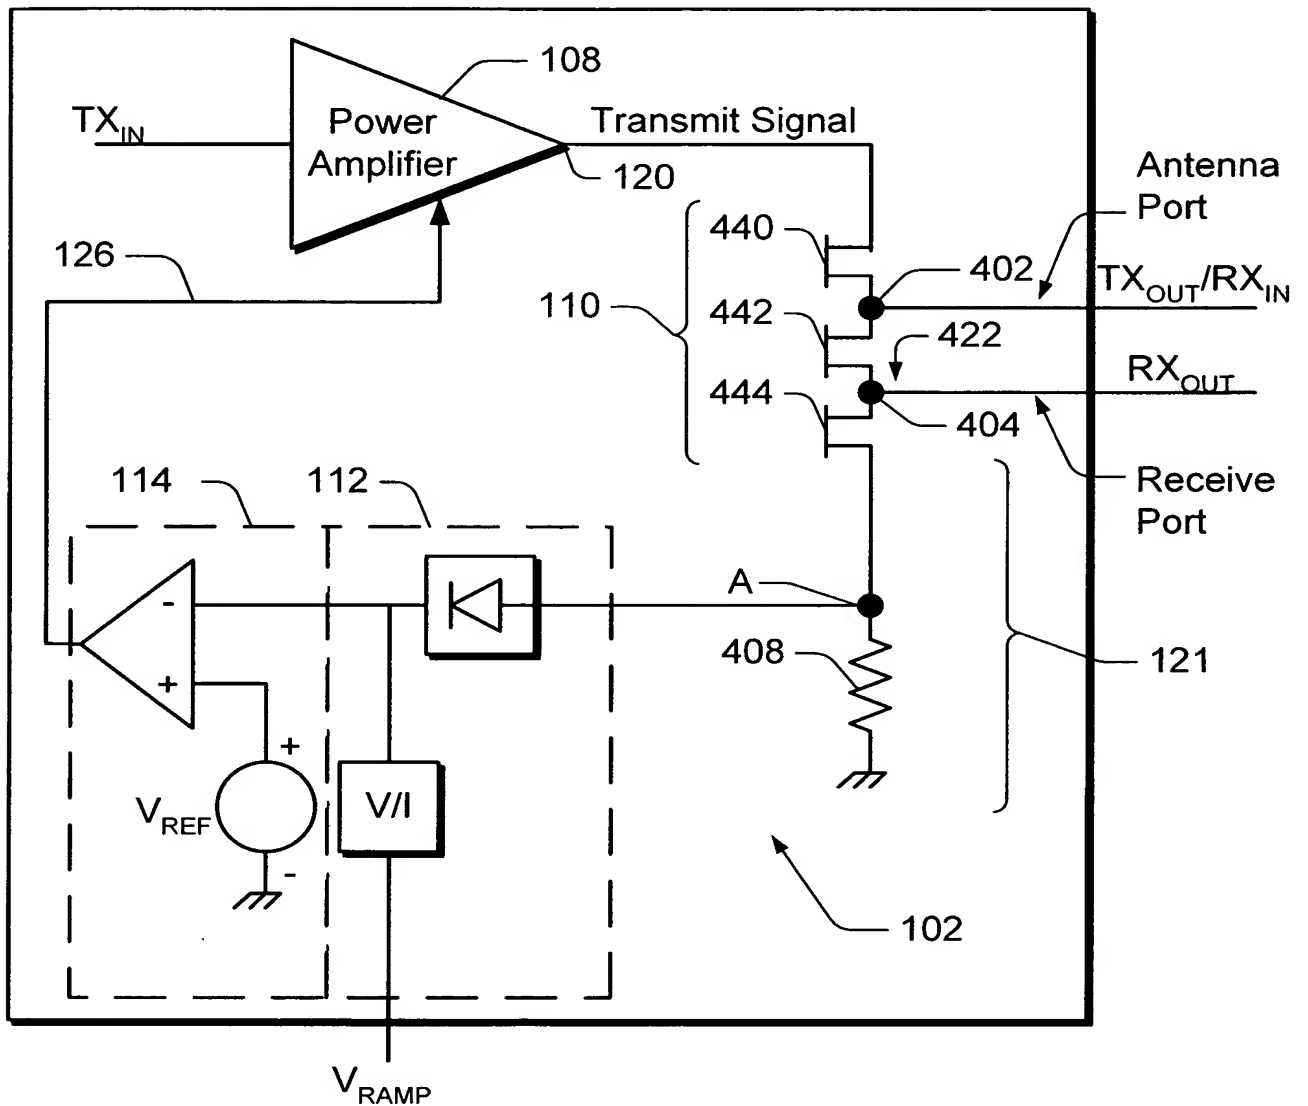 108
TX_IN
Power
Amplifier
Transmit Signal
120
Antenna
Port
440
126
402
TX_OUT/RX_IN
110
442
422
RX_OUT
444
404
114
112
Receive
Port
A
-
408
121
+
+
V_REF
V/I
-
102
V_RAMP